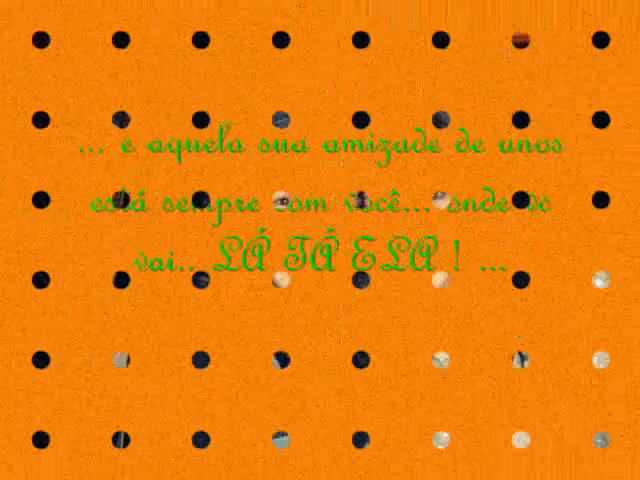 ... e aquela sua amizade de anos
está sempre com você... onde vc
vai.. LÁ TÁ ELA ! ...